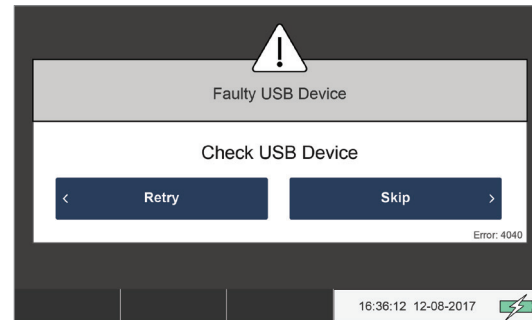 !
Faulty USB Device
Check USB Device
< Retry
Skip >
Error: 4040
16:36:12 12-08-2017